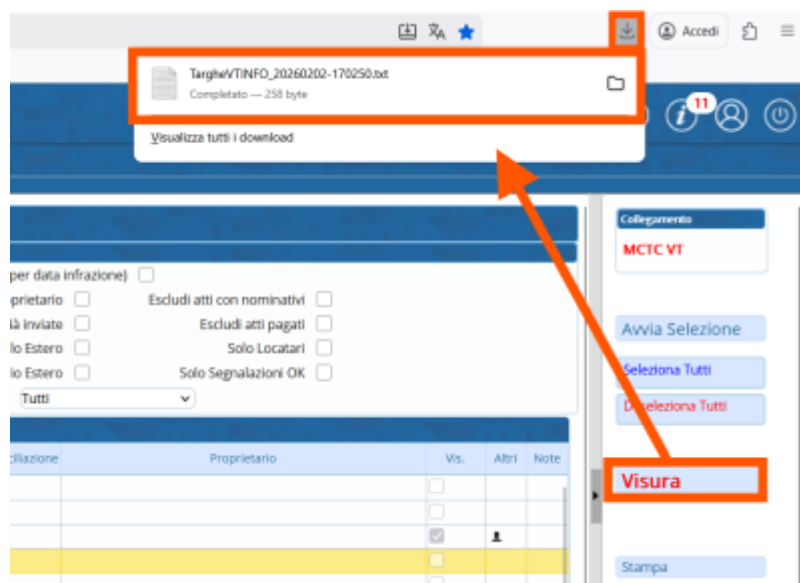 Accedi
TargheVTINFO_20260202-170250.txt
Completato — 258 byte
Visualizza tutti i download
11
Collegamento
MCTC VT
per data infrazione)
prietario
Escludi atti con nominativi
ià inviate
Escludi atti pagati
lo Estero
Solo Locatari
io Estero
Solo Segnalazioni OK
Tutti
Avvia Selezione
Seleziona Tutti
Deseleziona Tutti
ciliazione
Proprietario
Vis.
Altri
Note
Visura
Stampa